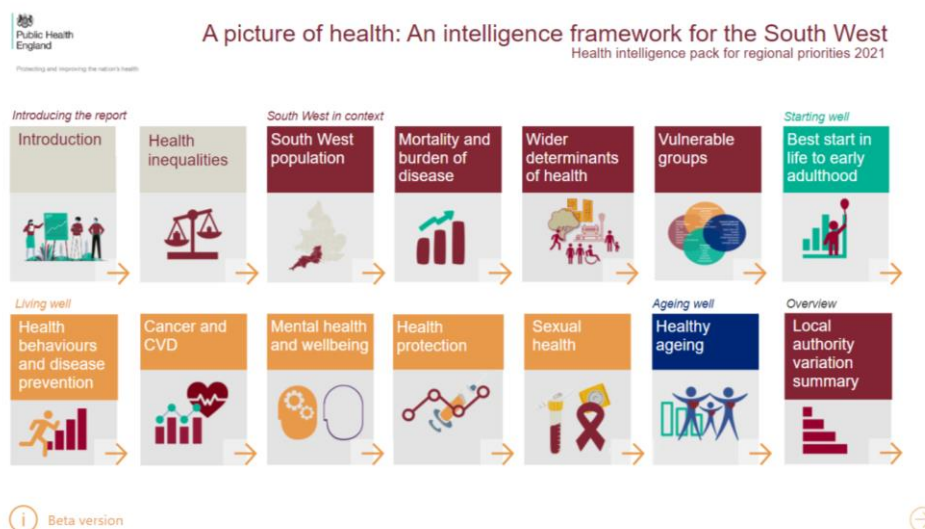 Public Health
England
Protecting and improving the nation's health
A picture of health: An intelligence framework for the South West
Health intelligence pack for regional priorities 2021
Introducing the report
South West in context
Starting well
Introduction
Health
inequalities
South West
population
Mortality and
burden of
disease
Wider
determinants
of health
Vulnerable
groups
Best start in
life to early
adulthood
Living well
Ageing well
Overview
Health
behaviours
and disease
prevention
Cancer and
CVD
Mental health
and wellbeing
Health
protection
Sexual
health
Healthy
ageing
Local
authority
variation
summary
i Beta version